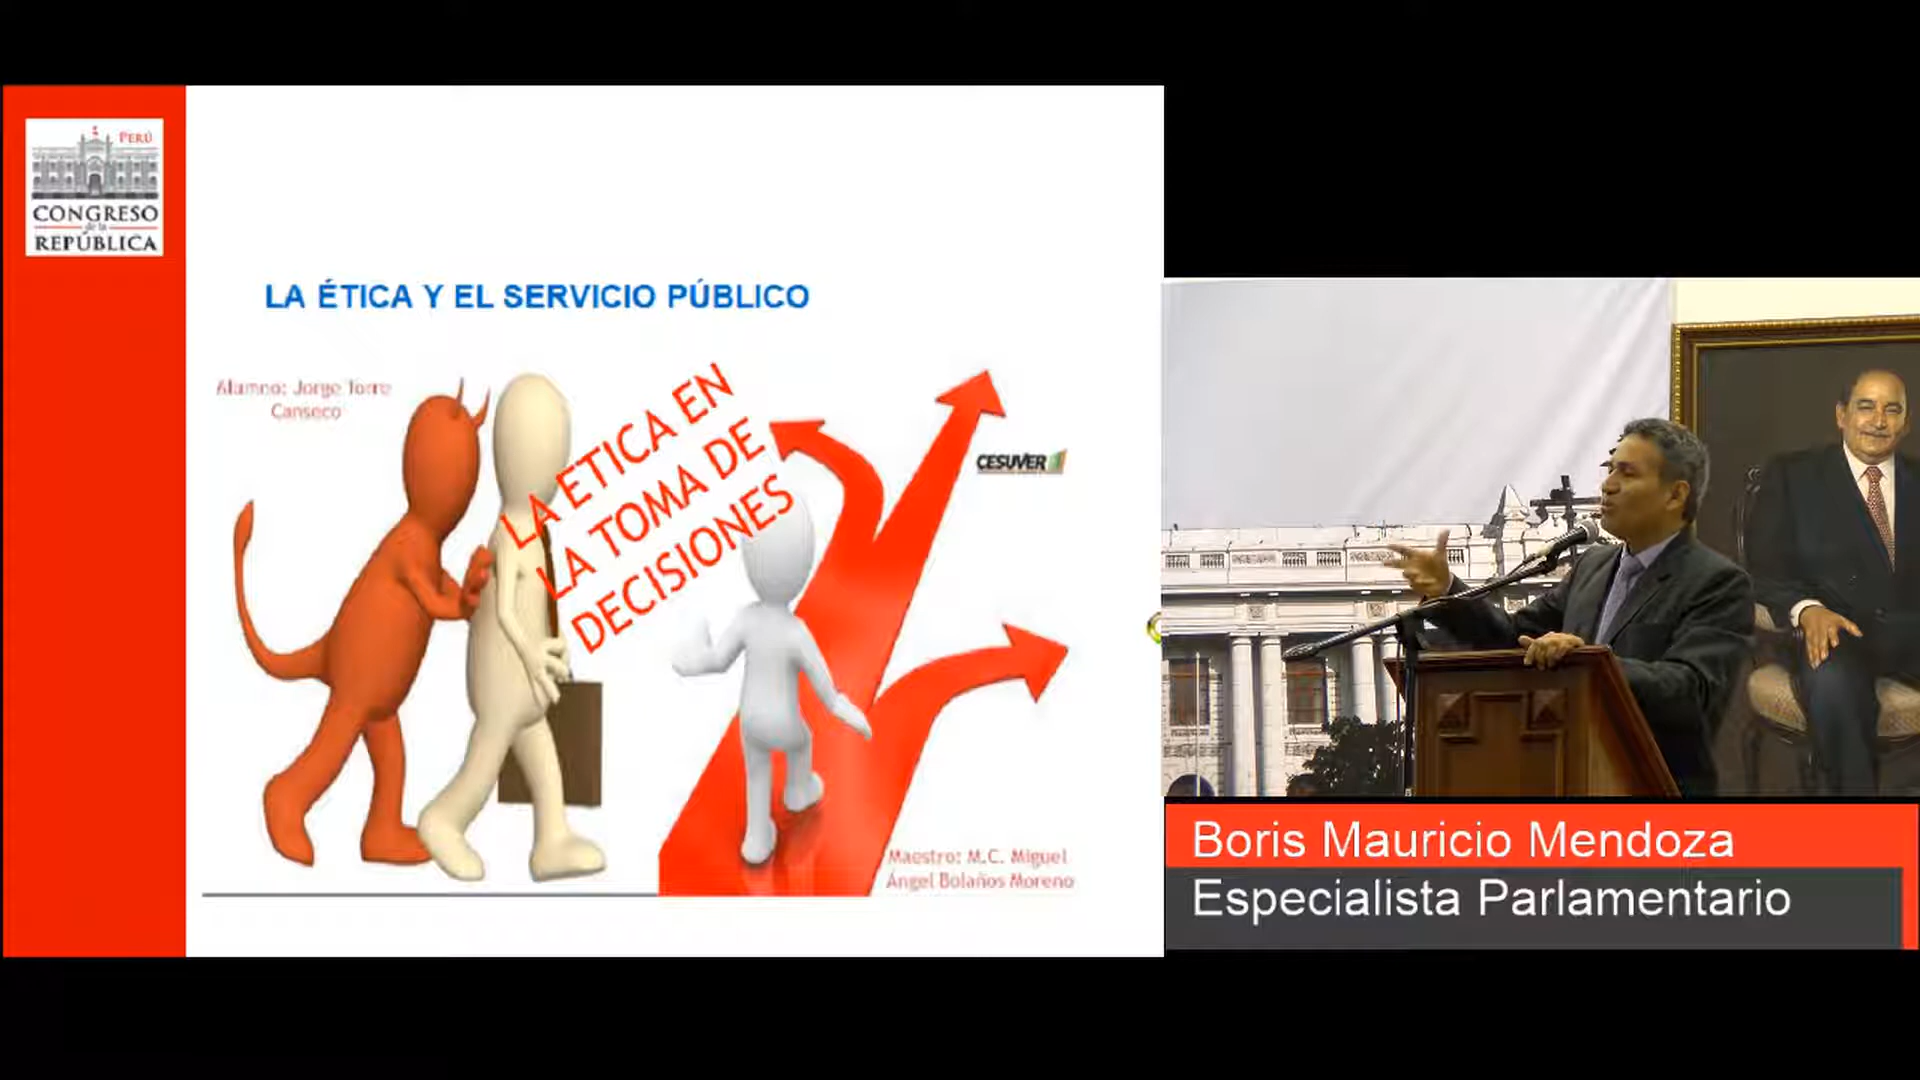 PERÚ
CONGRESO
de la
REPÚBLICA
LA ÉTICA Y EL SERVICIO PÚBLICO
Alumno: Jorge Torre
Canseco
LA ETICA EN
LA TOMA DE
DECISIONES
CESUVER
Maestro: M.C. Miguel
Ángel Bolaños Moreno
Boris Mauricio Mendoza
Especialista Parlamentario